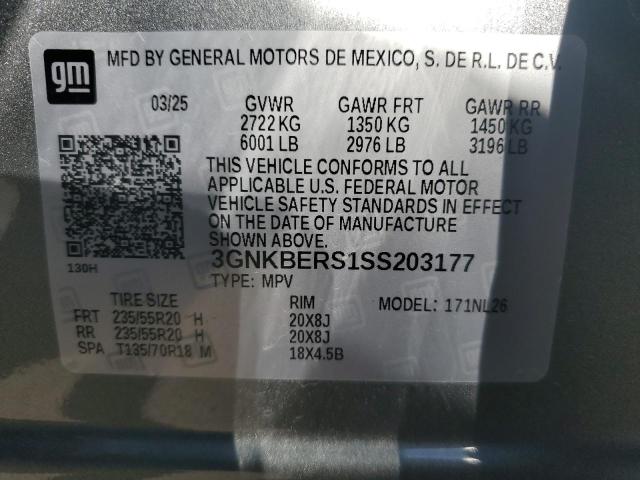 gm
MFD BY GENERAL MOTORS DE MEXICO, S. DE R.L. DE C.V.
03/25 GVWR GAWR FRT GAWR RR
2722 KG 1350 KG 1450 KG
6001 LB 2976 LB 3196 LB
THIS VEHICLE CONFORMS TO ALL
APPLICABLE U.S. FEDERAL MOTOR
VEHICLE SAFETY STANDARDS IN EFFECT
ON THE DATE OF MANUFACTURE
SHOWN ABOVE.
130H
3GNKBERS1SS203177
TYPE: MPV
TIRE SIZE RIM MODEL: 171NL26
FRT 235/55R20 H 20X8J
RR 235/55R20 H 20X8J
SPA T135/70R18 M 18X4.5B